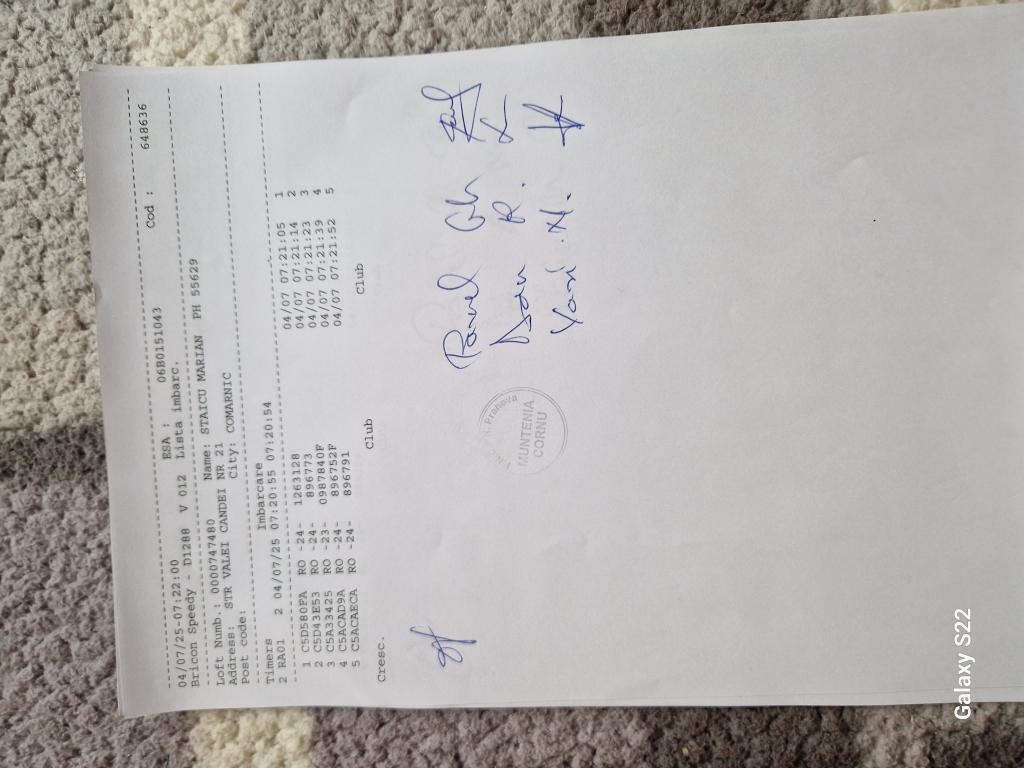 04/07/25-07:22:00 ESA : 06B0151043 Cod : 648636
Bricon Speedy - D1288 V 012 Lista imbarc.
Loft Numb.: 0000747480 Name: STAICU MARIAN PH 55629
Address: STR VALEI CANDEI NR 21
Post code: City: COMARNIC
Timers Imbarcare
2 RA01 2 04/07/25 07:20:55 07:20:54
1 C5D580FA RO -24- 1263128 04/07 07:21:05 1
2 C5D43E53 RO -24- 896773 04/07 07:21:14 2
3 C5A33425 RO -23- 0987840F 04/07 07:21:23 3
4 C5ACAD9A RO -24- 896752F 04/07 07:21:39 4
5 C5ACAECA RO -24- 896791 04/07 07:21:52 5
Cresc. Club Club
Pavel Gh
Dan R.
Prahova
MUNTENIA
CORNU
Galaxy S22